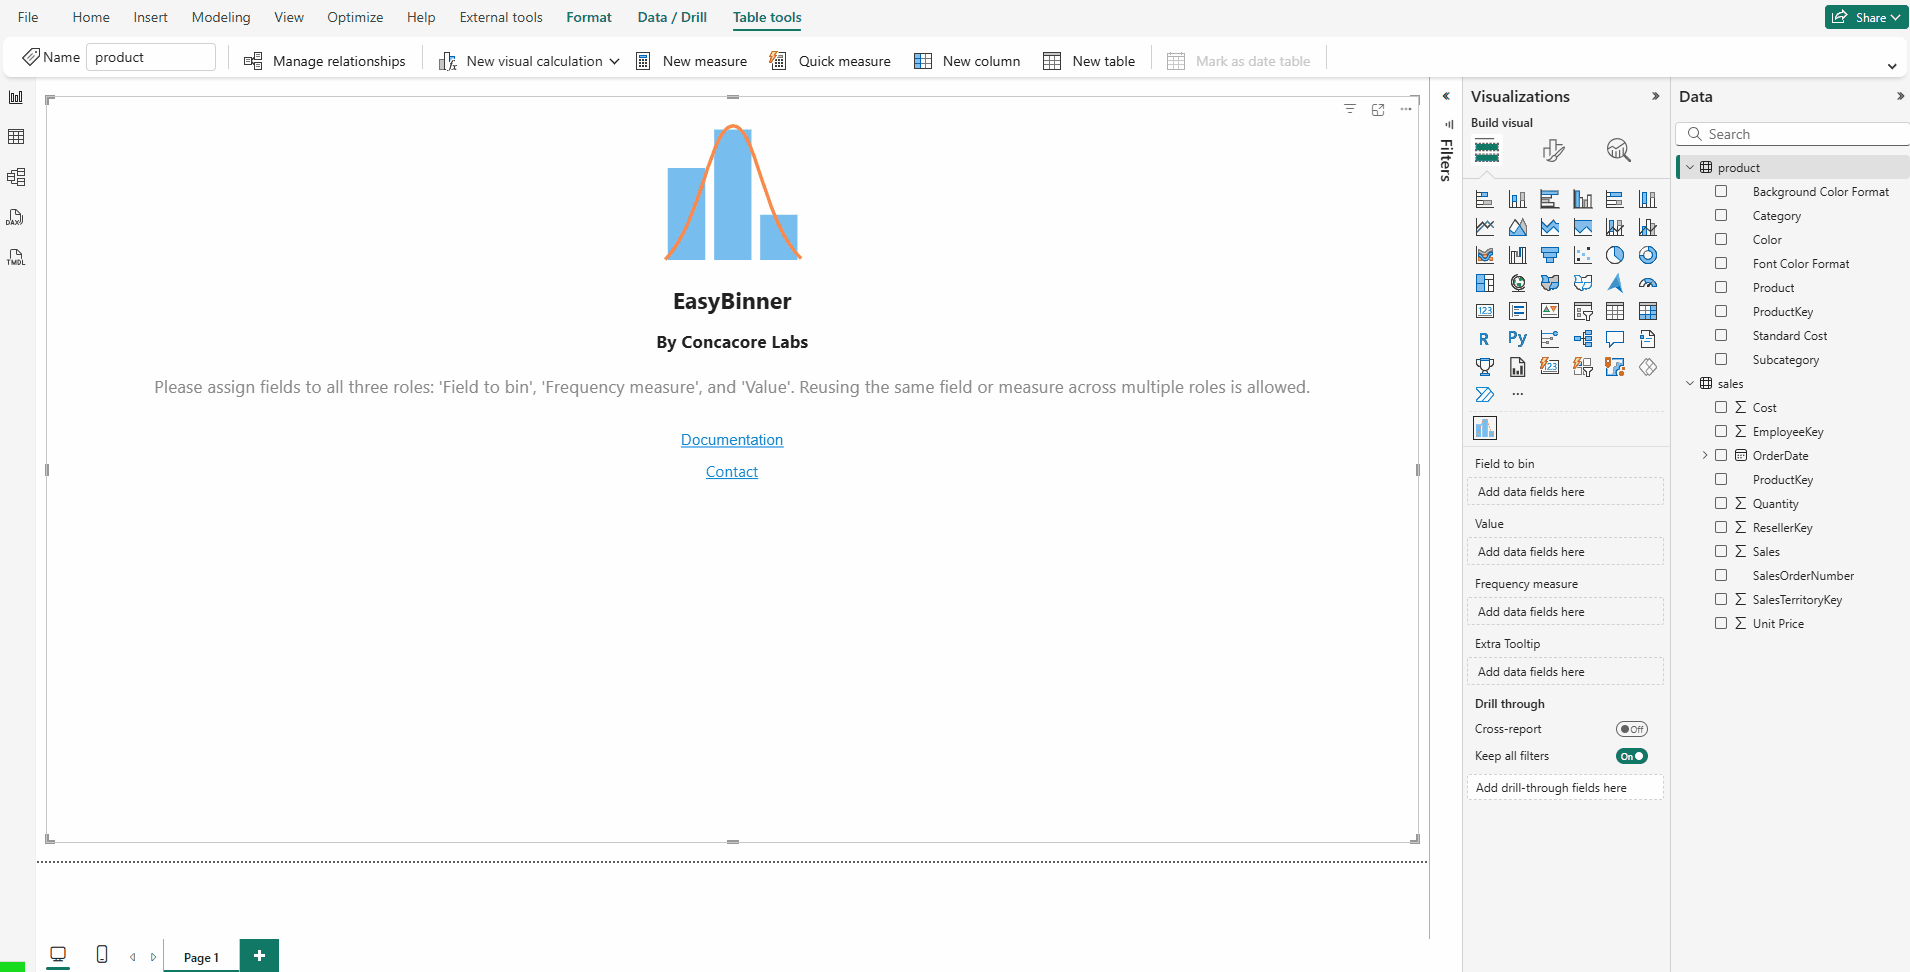 File Home Insert Modeling View Optimize Help External tools Format Data / Drill Table tools Share
Name product Manage relationships New visual calculation New measure Quick measure New column New table Mark as date table
EasyBinner
By Concacore Labs
Please assign fields to all three roles: 'Field to bin', 'Frequency measure', and 'Value'. Reusing the same field or measure across multiple roles is allowed.
Documentation
Contact
Filters
Visualizations
Build visual
123
R
Py
123
Field to bin
Add data fields here
Value
Add data fields here
Frequency measure
Add data fields here
Extra Tooltip
Add data fields here
Drill through
Cross-report Off
Keep all filters On
Add drill-through fields here
Data
Search
product
Background Color Format
Category
Color
Font Color Format
Product
ProductKey
Standard Cost
Subcategory
sales
Σ Cost
Σ EmployeeKey
OrderDate
ProductKey
Σ Quantity
Σ ResellerKey
Σ Sales
SalesOrderNumber
Σ SalesTerritoryKey
Σ Unit Price
DAX
TMDL
Page 1